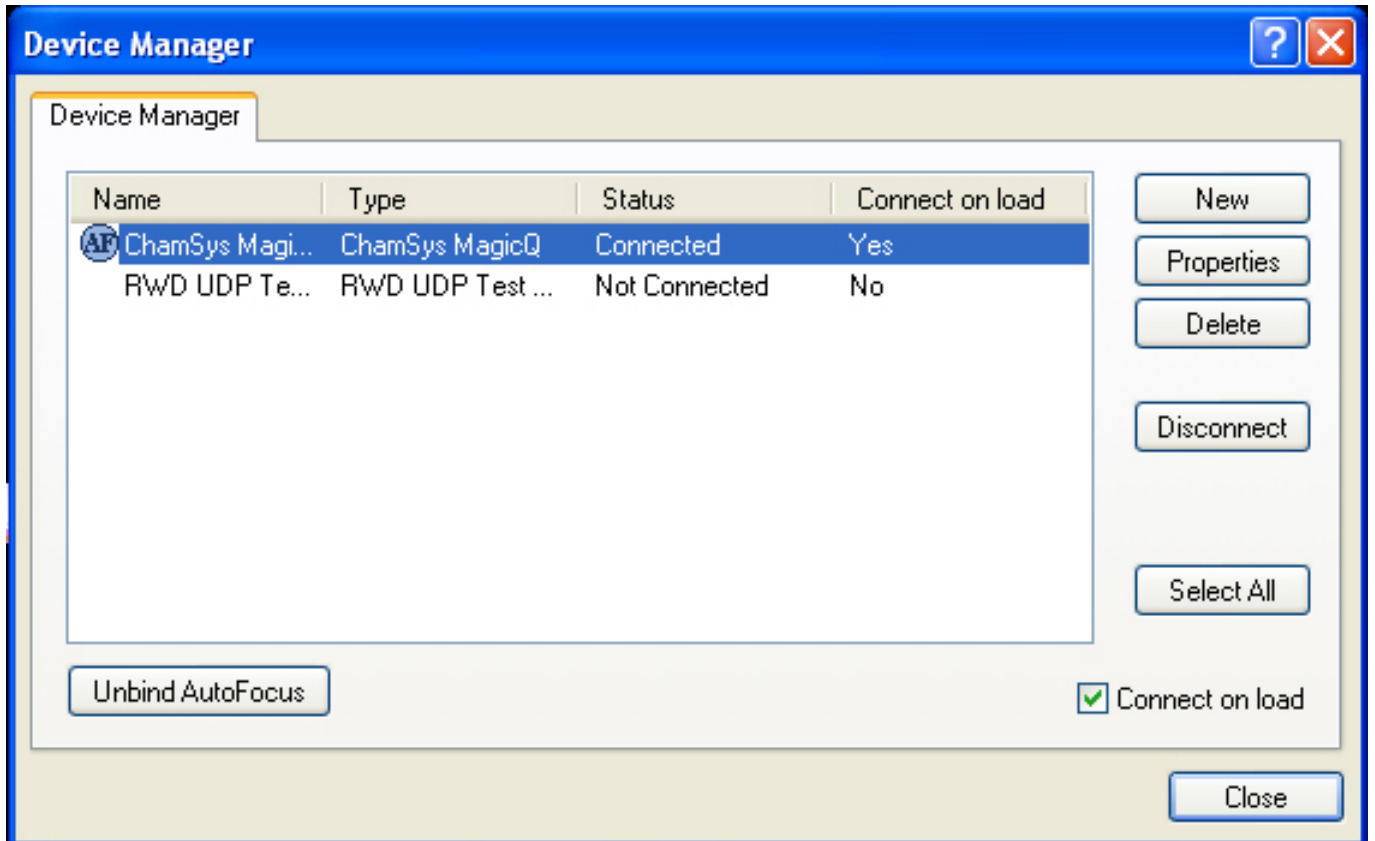 Device Manager
Device Manager
Name Type Status Connect on load
AF ChamSys Magi... ChamSys MagicQ Connected Yes
RWD UDP Te... RWD UDP Test ... Not Connected No
New
Properties
Delete
Disconnect
Select All
Unbind AutoFocus
Connect on load
Close